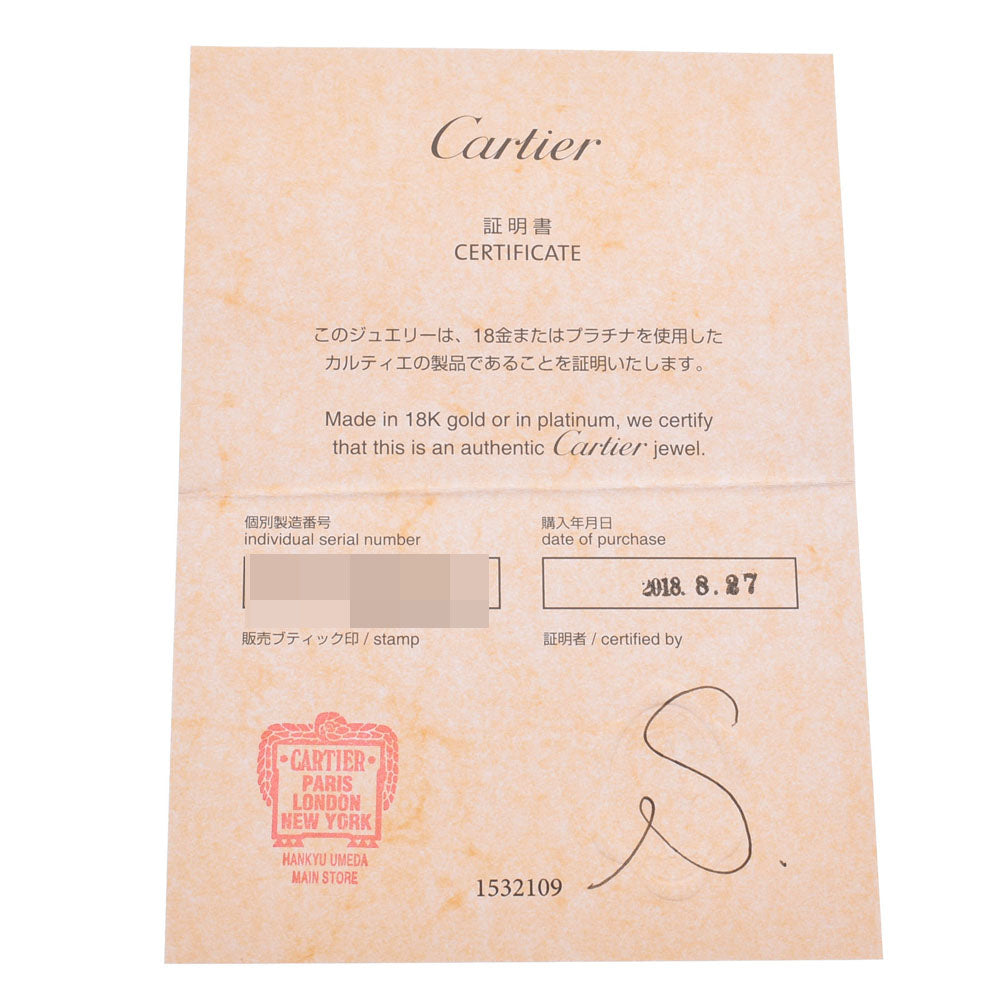 Cartier
証明書
CERTIFICATE
このジュエリーは、18金またはプラチナを使用した
カルティエの製品であることを証明いたします。
Made in 18K gold or in platinum, we certify
that this is an authentic Cartier jewel.
個別製造番号
individual serial number
購入年月日
date of purchase
2018. 8. 27
販売ブティック印 / stamp
証明者 / certified by
CARTIER
PARIS
LONDON
NEW YORK
HANKYU UMEDA
MAIN STORE
1532109